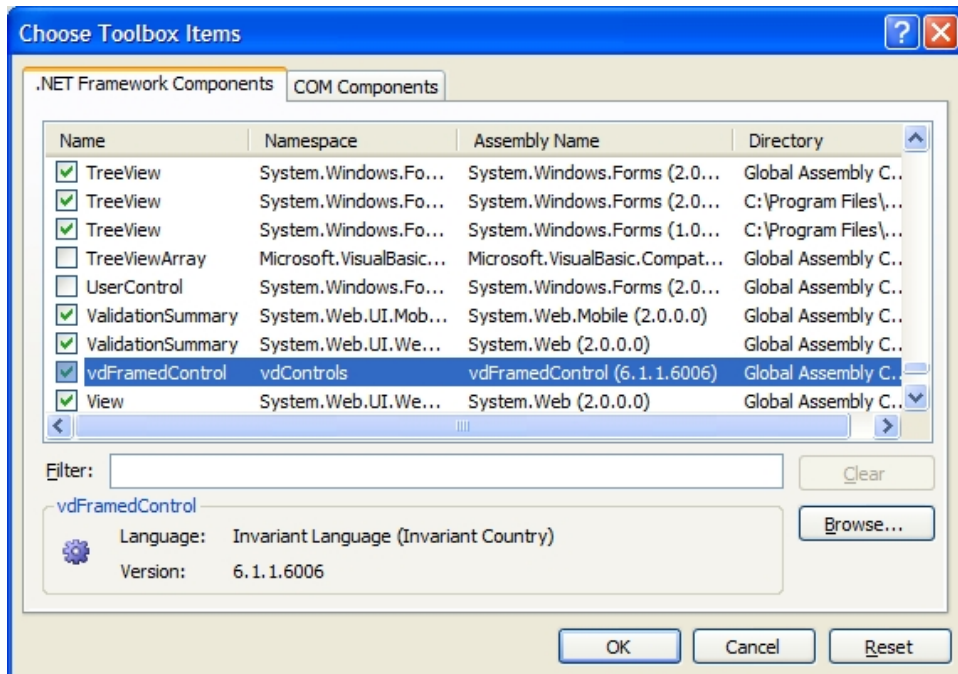 Choose Toolbox Items
.NET Framework Components COM Components
Name Namespace Assembly Name Directory
TreeView System.Windows.Fo... System.Windows.Forms (2.0... Global Assembly C..
TreeView System.Windows.Fo... System.Windows.Forms (2.0... C:\Program Files\...
TreeView System.Windows.Fo... System.Windows.Forms (1.0... C:\Program Files\...
TreeViewArray Microsoft.VisualBasic... Microsoft.VisualBasic.Compat... Global Assembly C..
UserControl System.Windows.Fo... System.Windows.Forms (2.0... Global Assembly C..
ValidationSummary System.Web.UI.Mob... System.Web.Mobile (2.0.0.0) Global Assembly C..
ValidationSummary System.Web.UI.We... System.Web (2.0.0.0) Global Assembly C..
vdFramedControl vdControls vdFramedControl (6.1.1.6006) Global Assembly C..
View System.Web.UI.We... System.Web (2.0.0.0) Global Assembly C..
Filter: Clear
vdFramedControl
Browse...
Language: Invariant Language (Invariant Country)
Version: 6.1.1.6006
OK Cancel Reset